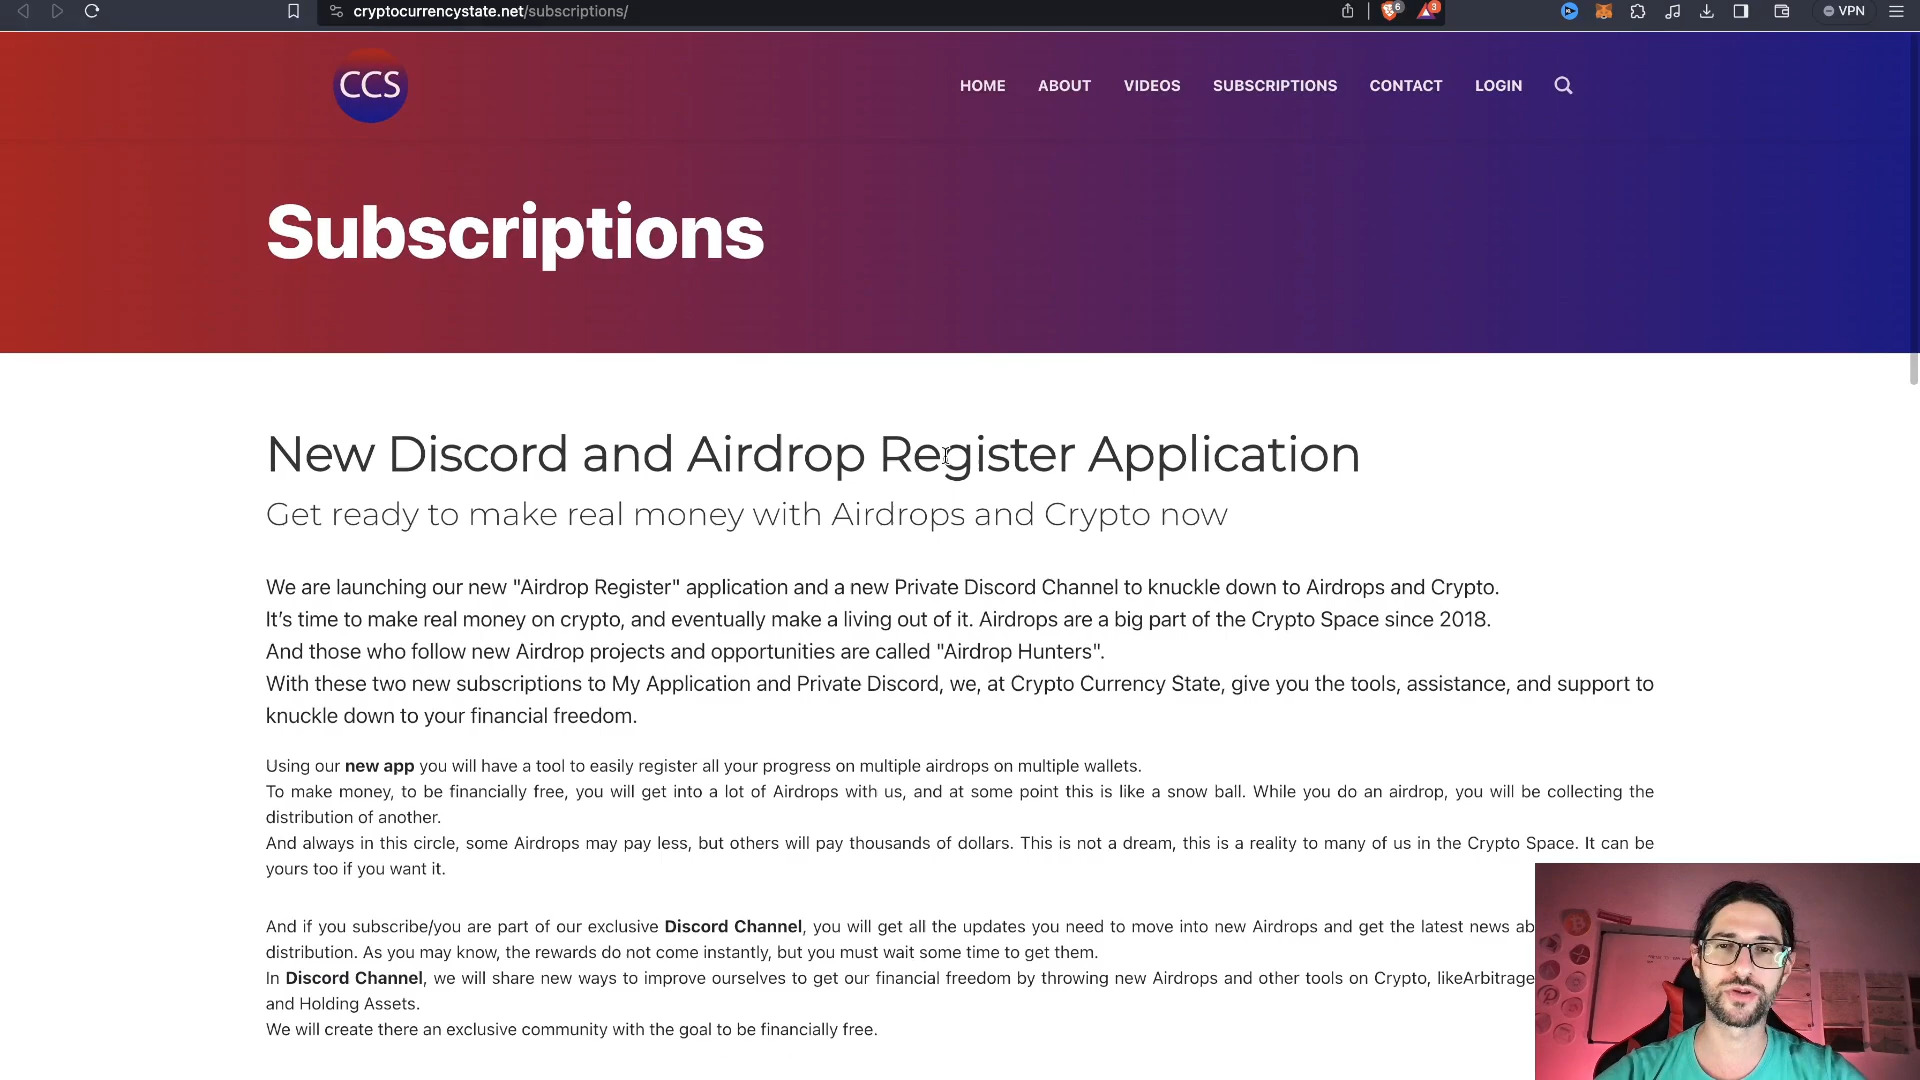 cryptocurrencystate.net/subscriptions/
6
3
VPN
CCS
HOME
ABOUT
VIDEOS
SUBSCRIPTIONS
CONTACT
LOGIN
Subscriptions
New Discord and Airdrop Register Application
Get ready to make real money with Airdrops and Crypto now
We are launching our new "Airdrop Register" application and a new Private Discord Channel to knuckle down to Airdrops and Crypto.
It's time to make real money on crypto, and eventually make a living out of it. Airdrops are a big part of the Crypto Space since 2018.
And those who follow new Airdrop projects and opportunities are called "Airdrop Hunters".
With these two new subscriptions to My Application and Private Discord, we, at Crypto Currency State, give you the tools, assistance, and support to
knuckle down to your financial freedom.
Using our new app you will have a tool to easily register all your progress on multiple airdrops on multiple wallets.
To make money, to be financially free, you will get into a lot of Airdrops with us, and at some point this is like a snow ball. While you do an airdrop, you will be collecting the
distribution of another.
And always in this circle, some Airdrops may pay less, but others will pay thousands of dollars. This is not a dream, this is a reality to many of us in the Crypto Space. It can be
yours too if you want it.
And if you subscribe/you are part of our exclusive Discord Channel, you will get all the updates you need to move into new Airdrops and get the latest news ab
distribution. As you may know, the rewards do not come instantly, but you must wait some time to get them.
In Discord Channel, we will share new ways to improve ourselves to get our financial freedom by throwing new Airdrops and other tools on Crypto, likeArbitrage
and Holding Assets.
We will create there an exclusive community with the goal to be financially free.